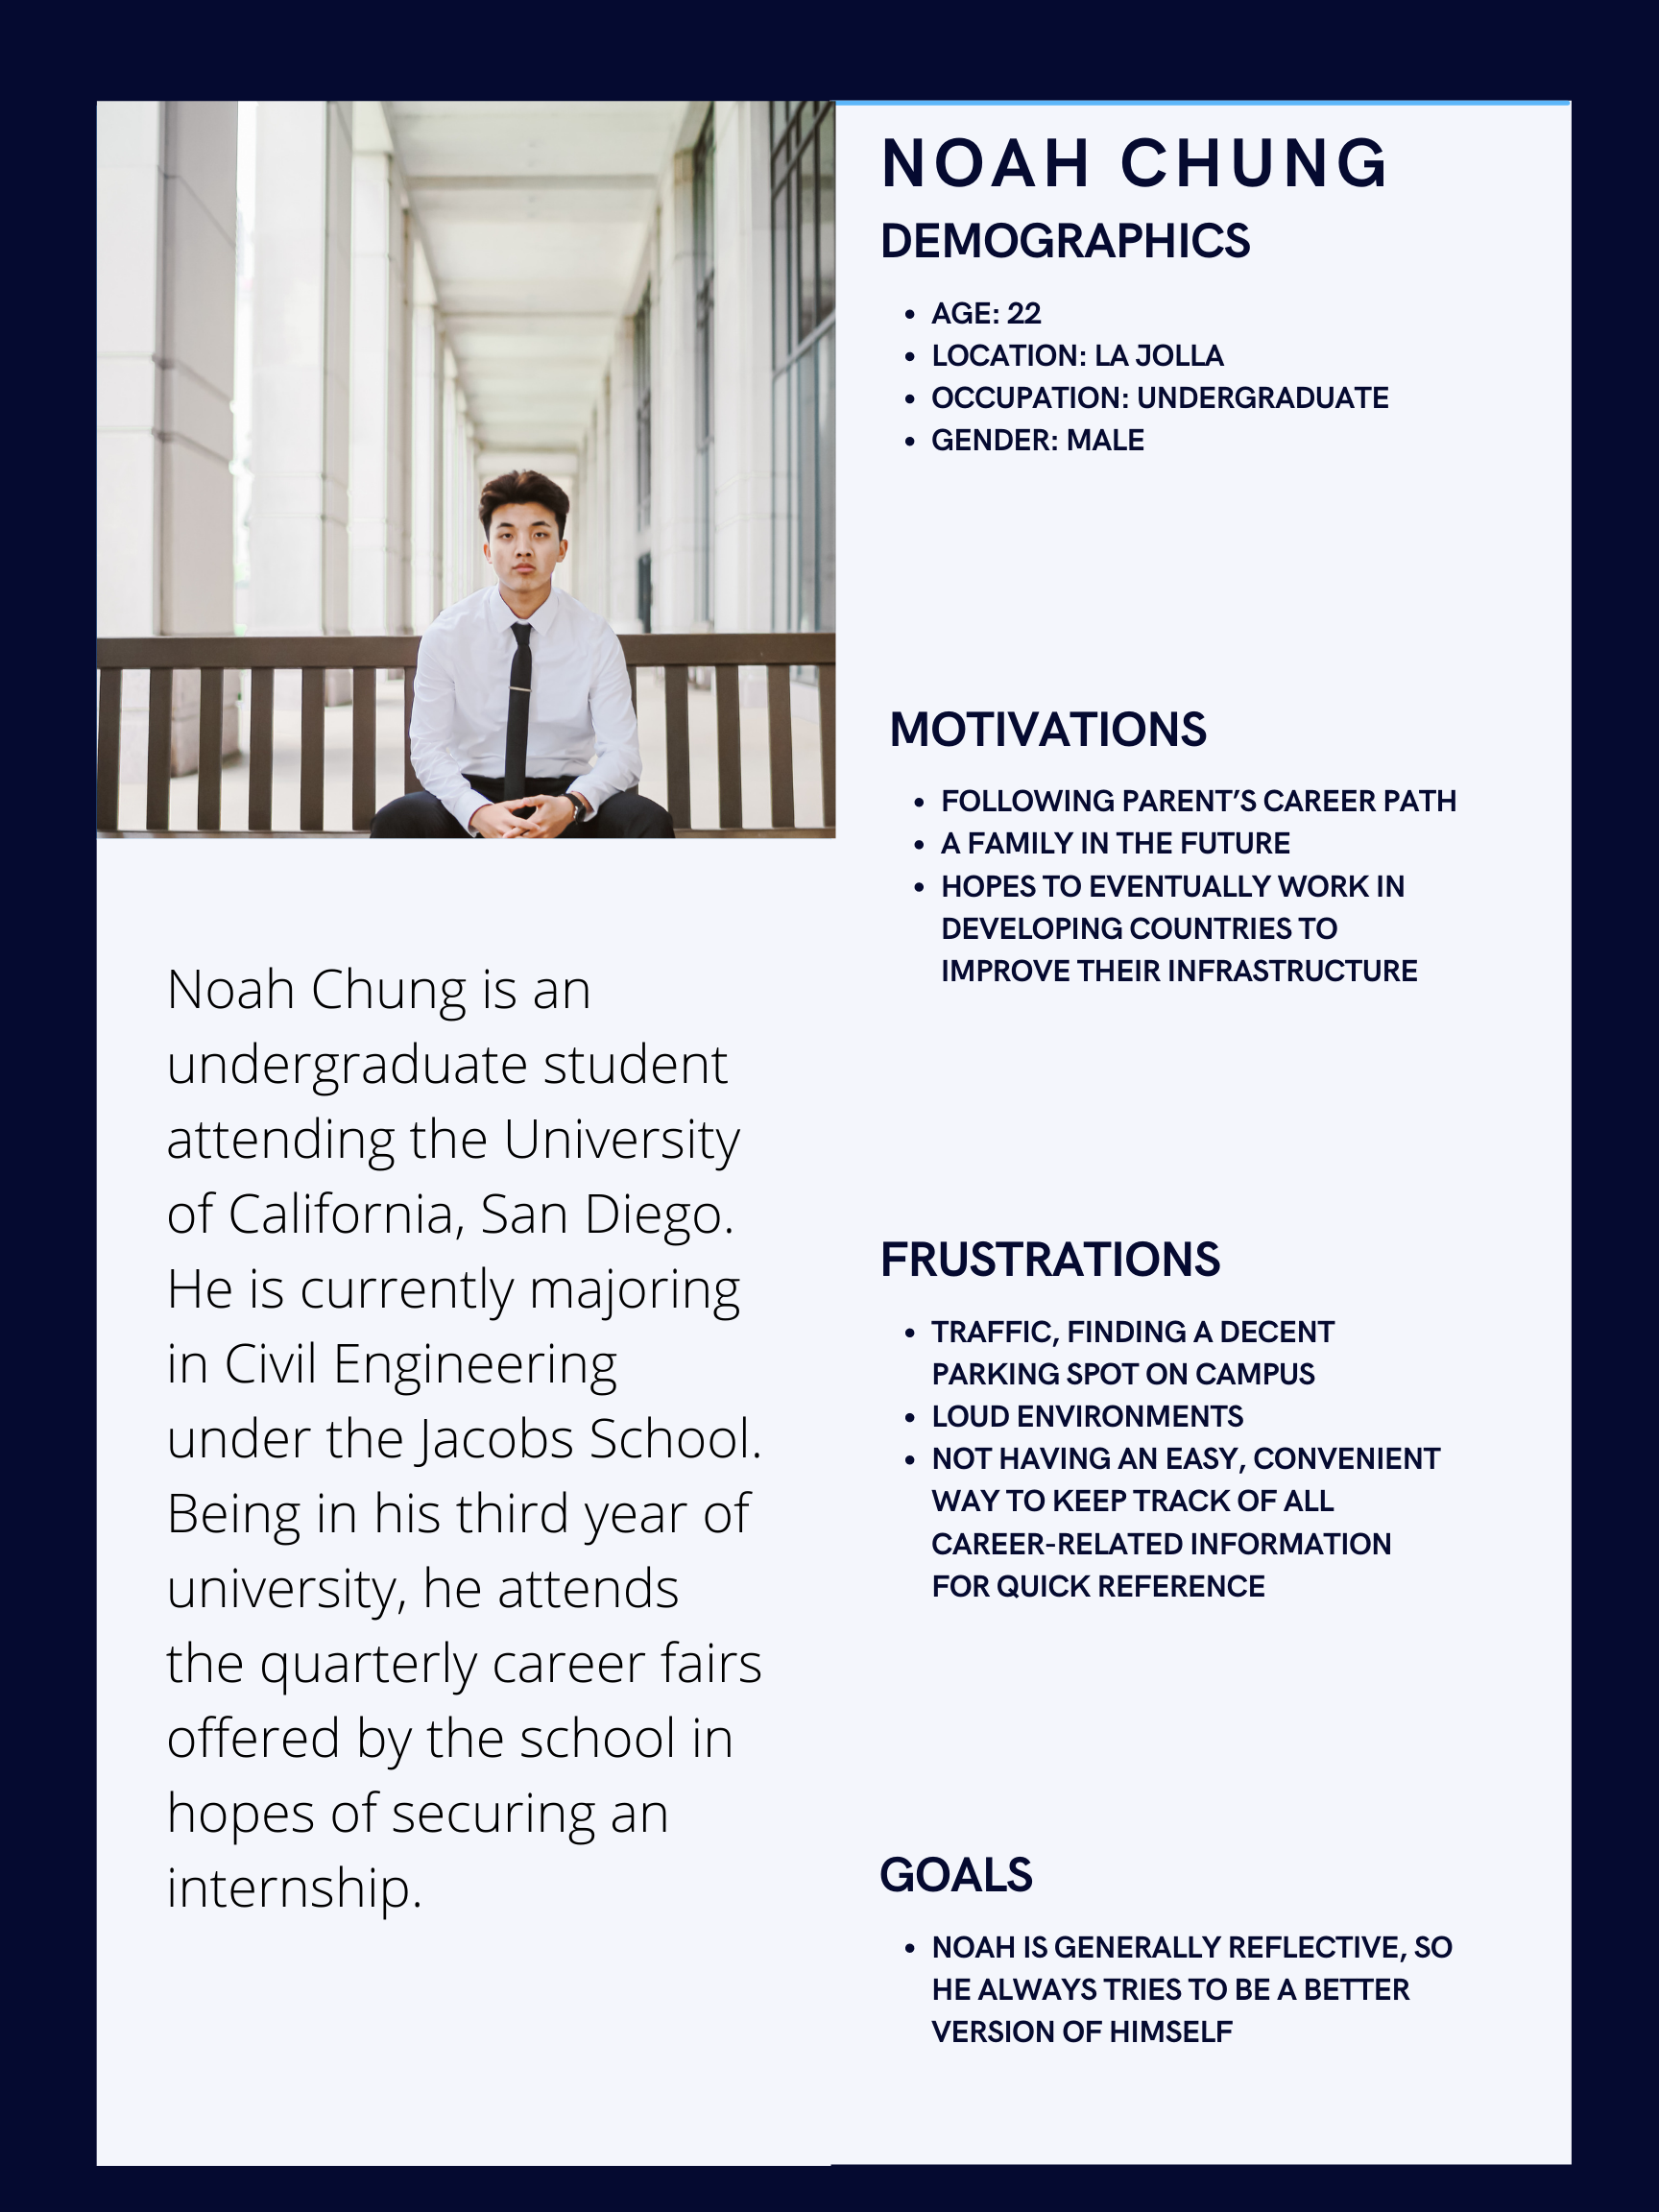 NOAH CHUNG
DEMOGRAPHICS
• AGE: 22
• LOCATION: LA JOLLA
• OCCUPATION: UNDERGRADUATE
• GENDER: MALE
MOTIVATIONS
• FOLLOWING PARENT’S CAREER PATH
• A FAMILY IN THE FUTURE
• HOPES TO EVENTUALLY WORK IN
DEVELOPING COUNTRIES TO
IMPROVE THEIR INFRASTRUCTURE
Noah Chung is an
undergraduate student
attending the University
of California, San Diego.
He is currently majoring
in Civil Engineering
under the Jacobs School.
Being in his third year of
university, he attends
the quarterly career fairs
offered by the school in
hopes of securing an
internship.
FRUSTRATIONS
• TRAFFIC, FINDING A DECENT
PARKING SPOT ON CAMPUS
• LOUD ENVIRONMENTS
• NOT HAVING AN EASY, CONVENIENT
WAY TO KEEP TRACK OF ALL
CAREER-RELATED INFORMATION
FOR QUICK REFERENCE
GOALS
• NOAH IS GENERALLY REFLECTIVE, SO
HE ALWAYS TRIES TO BE A BETTER
VERSION OF HIMSELF